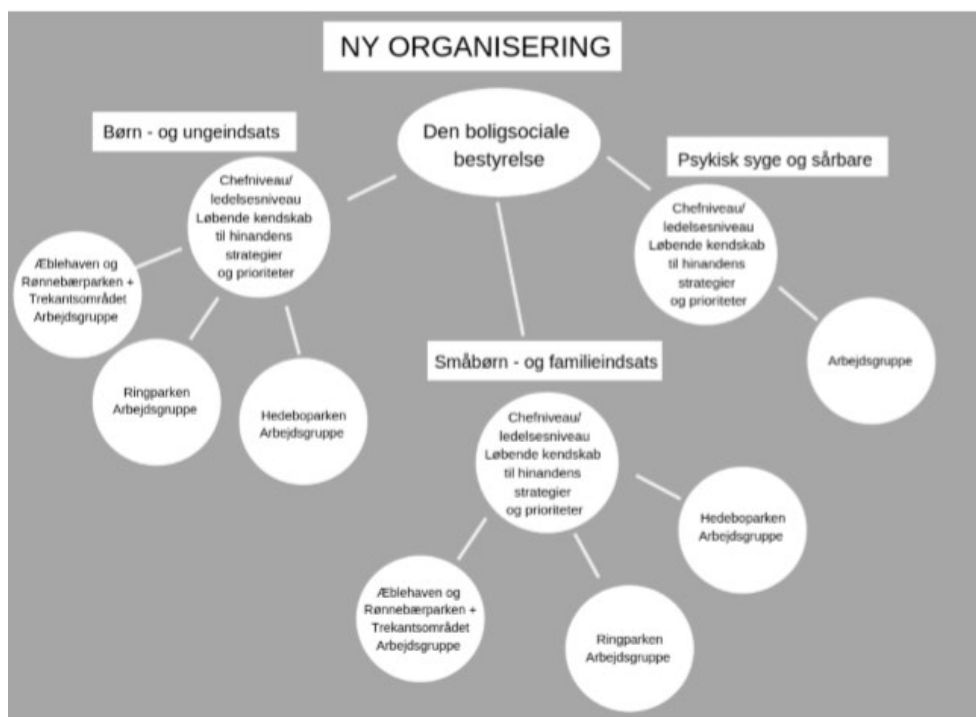 NY ORGANISERING
Den boligsociale
bestyrelse
Børn - og ungeindsats
Chefniveau/
ledelsesniveau
Løbende kendskab
til hinandens
strategier
og prioriteter
Æblehaven og
Rønnebærparken +
Trekantsområdet
Arbejdsgruppe
Ringparken
Arbejdsgruppe
Hedeboparken
Arbejdsgruppe
Småbørn - og familieindsats
Chefniveau/
ledelsesniveau
Løbende kendskab
til hinandens
strategier
og prioriteter
Æblehaven og
Rønnebærparken +
Trekantsområdet
Arbejdsgruppe
Ringparken
Arbejdsgruppe
Hedeboparken
Arbejdsgruppe
Psykisk syge og sårbare
Chefniveau/
ledelsesniveau
Løbende kendskab
til hinandens
strategier
og prioriteter
Arbejdsgruppe